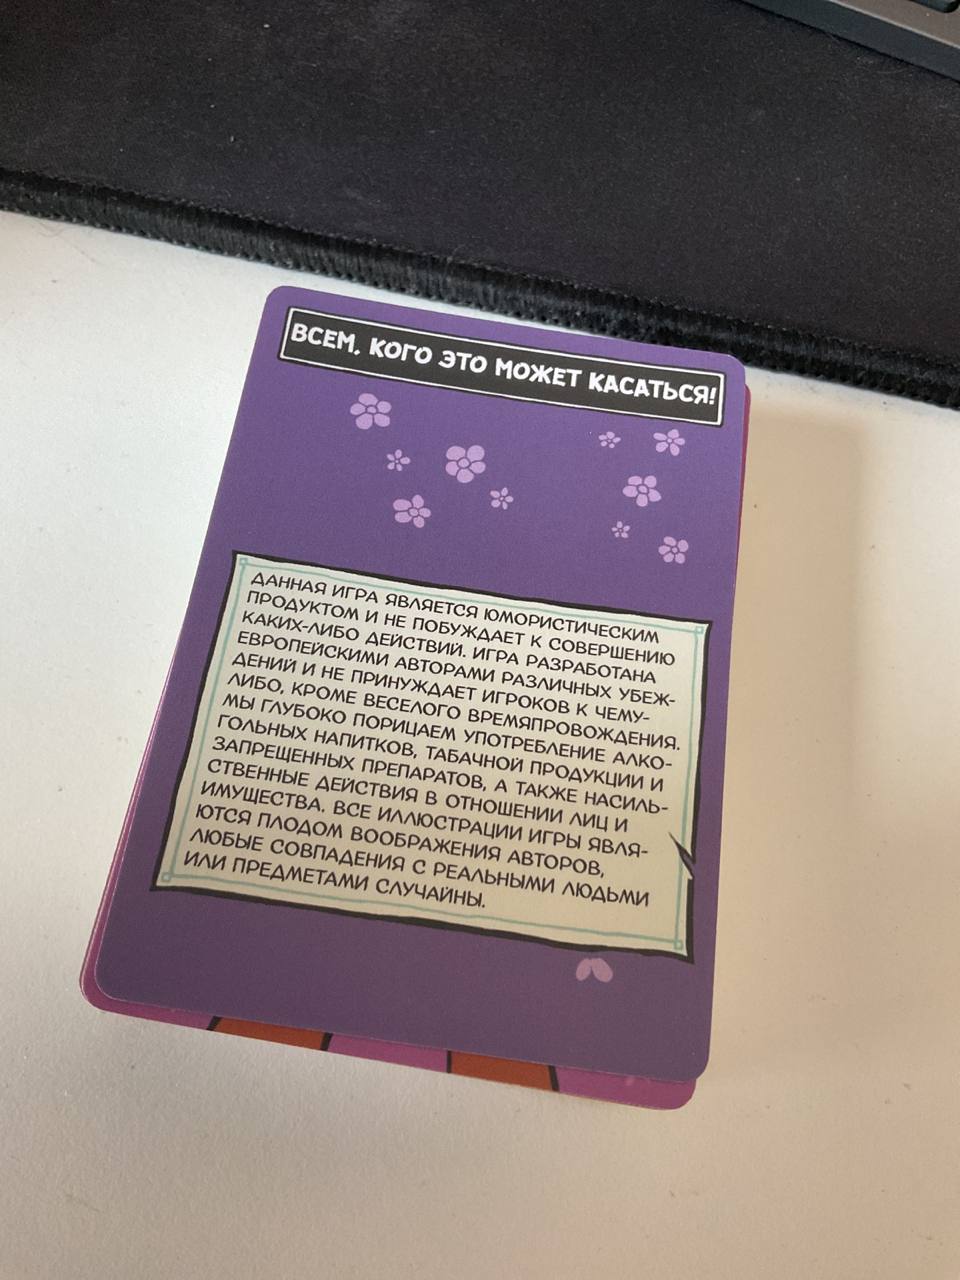 ВСЕМ, КОГО ЭТО МОЖЕТ КАСАТЬСЯ!
ДАННАЯ ИГРА ЯВЛЯЕТСЯ ЮМОРИСТИЧЕСКИМ
ПРОДУКТОМ И НЕ ПОБУЖДАЕТ К СОВЕРШЕНИЮ
КАКИХ-ЛИБО ДЕЙСТВИЙ. ИГРА РАЗРАБОТАНА
ЕВРОПЕЙСКИМИ АВТОРАМИ РАЗЛИЧНЫХ УБЕЖ-
ДЕНИЙ И НЕ ПРИНУЖДАЕТ ИГРОКОВ К ЧЕМУ-
ЛИБО, КРОМЕ ВЕСЕЛОГО ВРЕМЯПРОВОЖДЕНИЯ.
МЫ ГЛУБОКО ПОРИЦАЕМ УПОТРЕБЛЕНИЕ АЛКО-
ГОЛЬНЫХ НАПИТКОВ, ТАБАЧНОЙ ПРОДУКЦИИ И
ЗАПРЕЩЕННЫХ ПРЕПАРАТОВ, А ТАКЖЕ НАСИЛЬ-
СТВЕННЫЕ ДЕЙСТВИЯ В ОТНОШЕНИИ ЛИЦ И
ИМУЩЕСТВА. ВСЕ ИЛЛЮСТРАЦИИ ИГРЫ ЯВЛЯ-
ЮТСЯ ПЛОДОМ ВООБРАЖЕНИЯ АВТОРОВ,
ЛЮБЫЕ СОВПАДЕНИЯ С РЕАЛЬНЫМИ ЛЮДЬМИ
ИЛИ ПРЕДМЕТАМИ СЛУЧАЙНЫ.